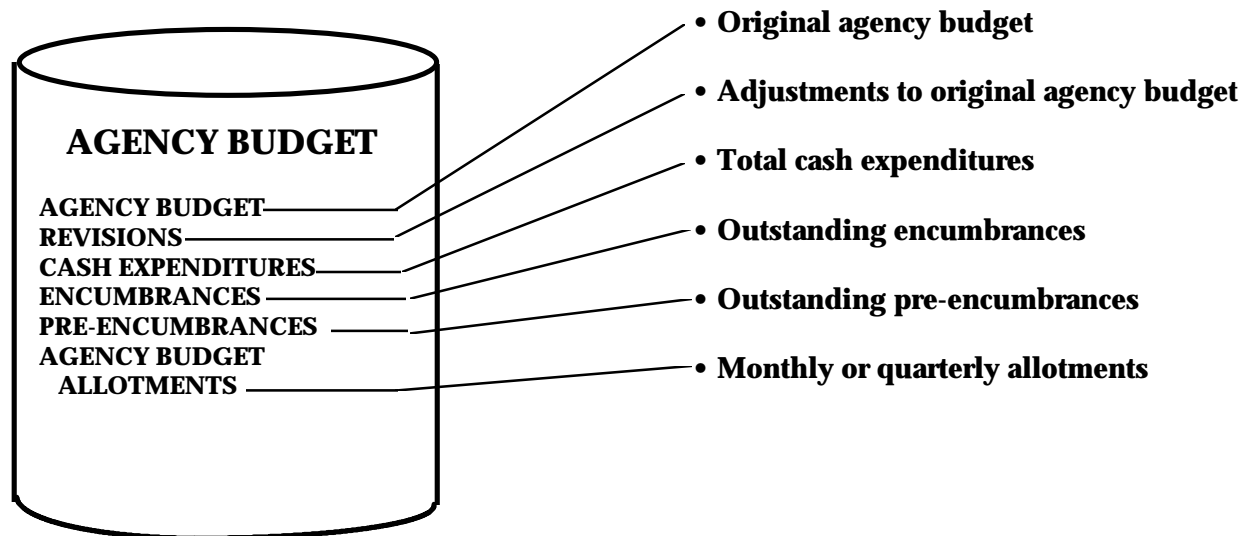 AGENCY BUDGET
AGENCY BUDGET
REVISIONS
CASH EXPENDITURES
ENCUMBRANCES
PRE-ENCUMBRANCES
AGENCY BUDGET
ALLOTMENTS
• Original agency budget
• Adjustments to original agency budget
• Total cash expenditures
• Outstanding encumbrances
• Outstanding pre-encumbrances
• Monthly or quarterly allotments